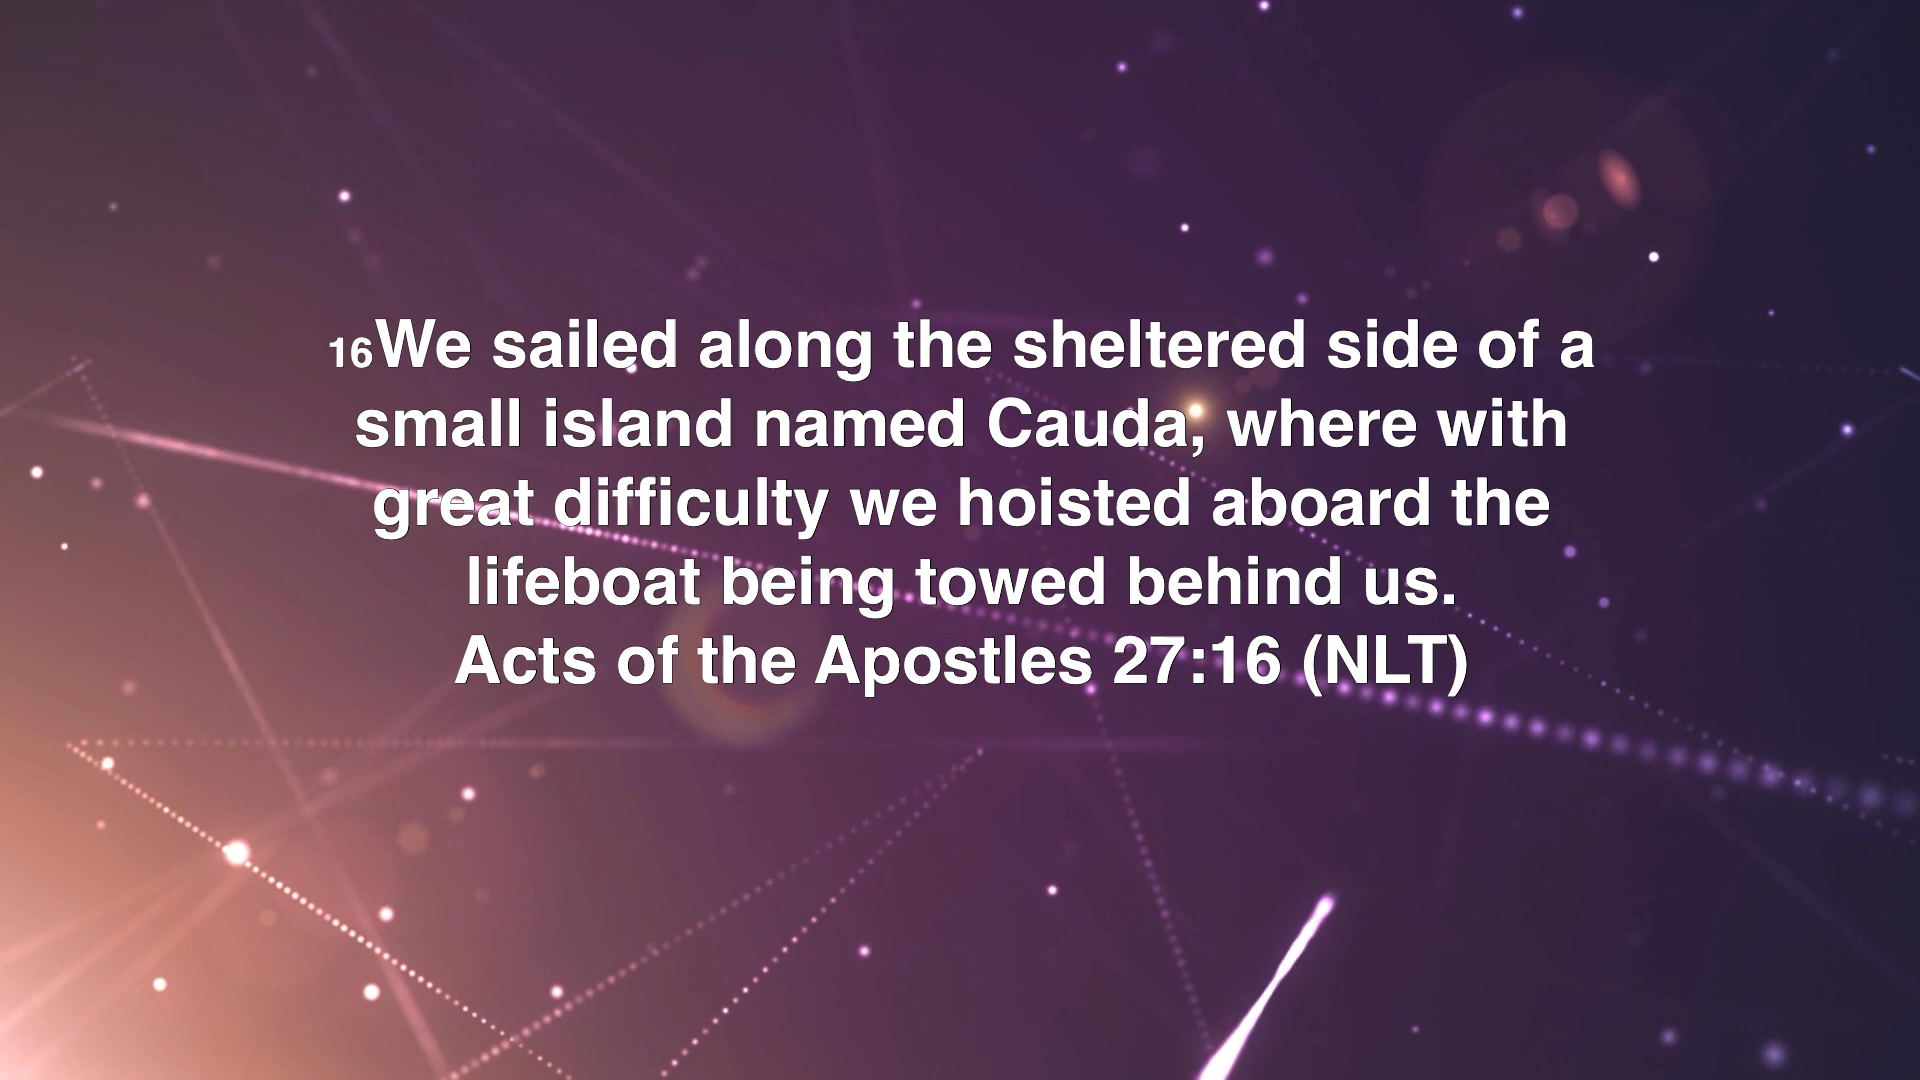 16We sailed along the sheltered side of a
small island named Cauda, where with
great difficulty we hoisted aboard the
lifeboat being towed behind us.
Acts of the Apostles 27:16 (NLT)